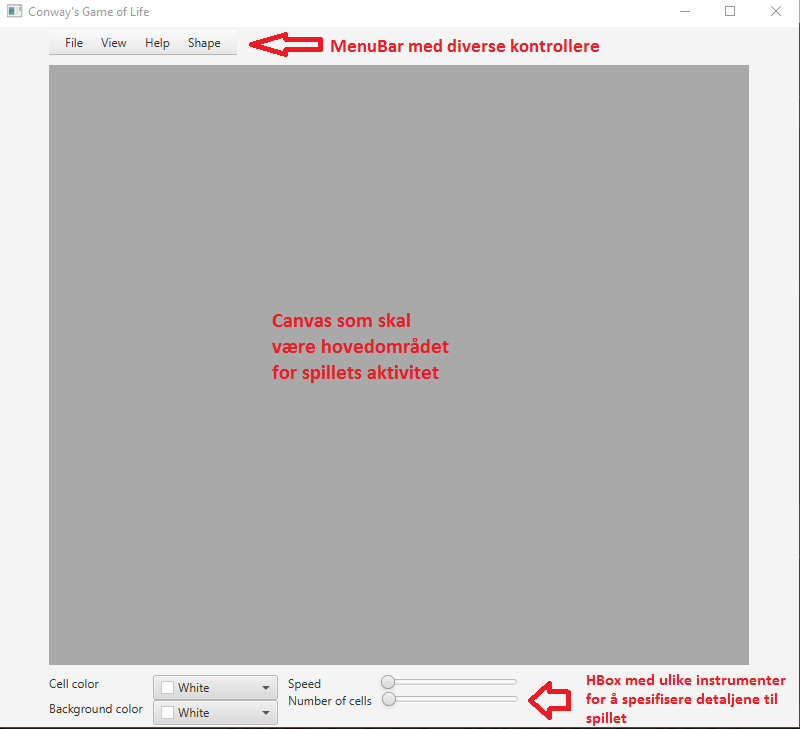 Conway's Game of Life
File View Help Shape
MenuBar med diverse kontrollere
Canvas som skal
være hovedområdet
for spillets aktivitet
Cell color
White
Background color
White
Speed
Number of cells
HBox med ulike instrumenter
for å spesifisere detaljene til
spillet